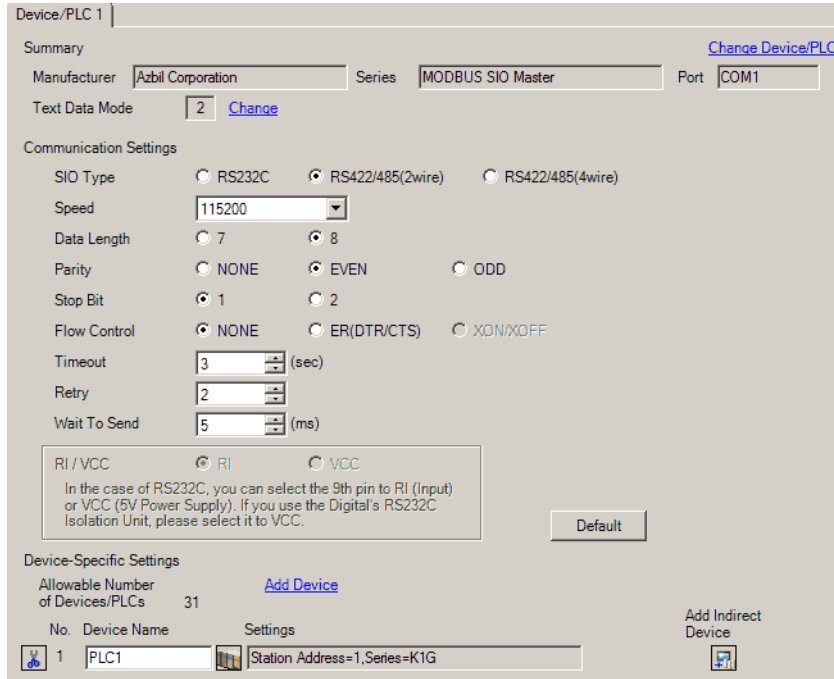 Device/PLC 1
Summary Change Device/PLC
Manufacturer Azbil Corporation Series MODBUS SIO Master Port COM1
Text Data Mode 2 Change
Communication Settings
SIO Type RS232C RS422/485(2wire) RS422/485(4wire)
Speed 115200
Data Length 7 8
Parity NONE EVEN ODD
Stop Bit 1 2
Flow Control NONE ER(DTR/CTS) XON/XOFF
Timeout 3 (sec)
Retry 2
Wait To Send 5 (ms)
RI / VCC RI VCC
In the case of RS232C, you can select the 9th pin to RI (Input)
or VCC (5V Power Supply). If you use the Digital's RS232C
Isolation Unit, please select it to VCC.
Default
Device-Specific Settings
Allowable Number Add Device
of Devices/PLCs 31
Add Indirect
No. Device Name Settings Device
1 PLC1 Station Address=1,Series=K1G